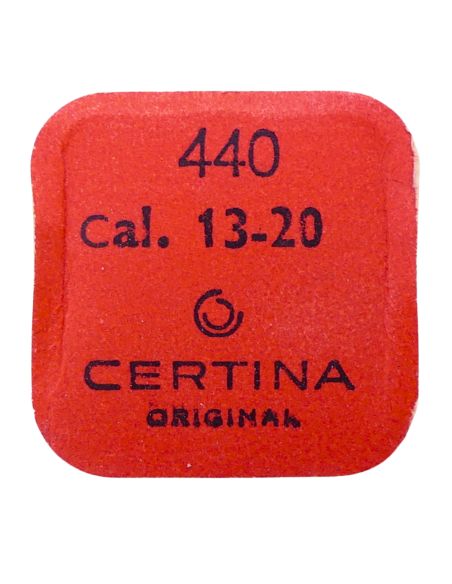 440
Cal. 13-20
CERTINA
ORIGINAL